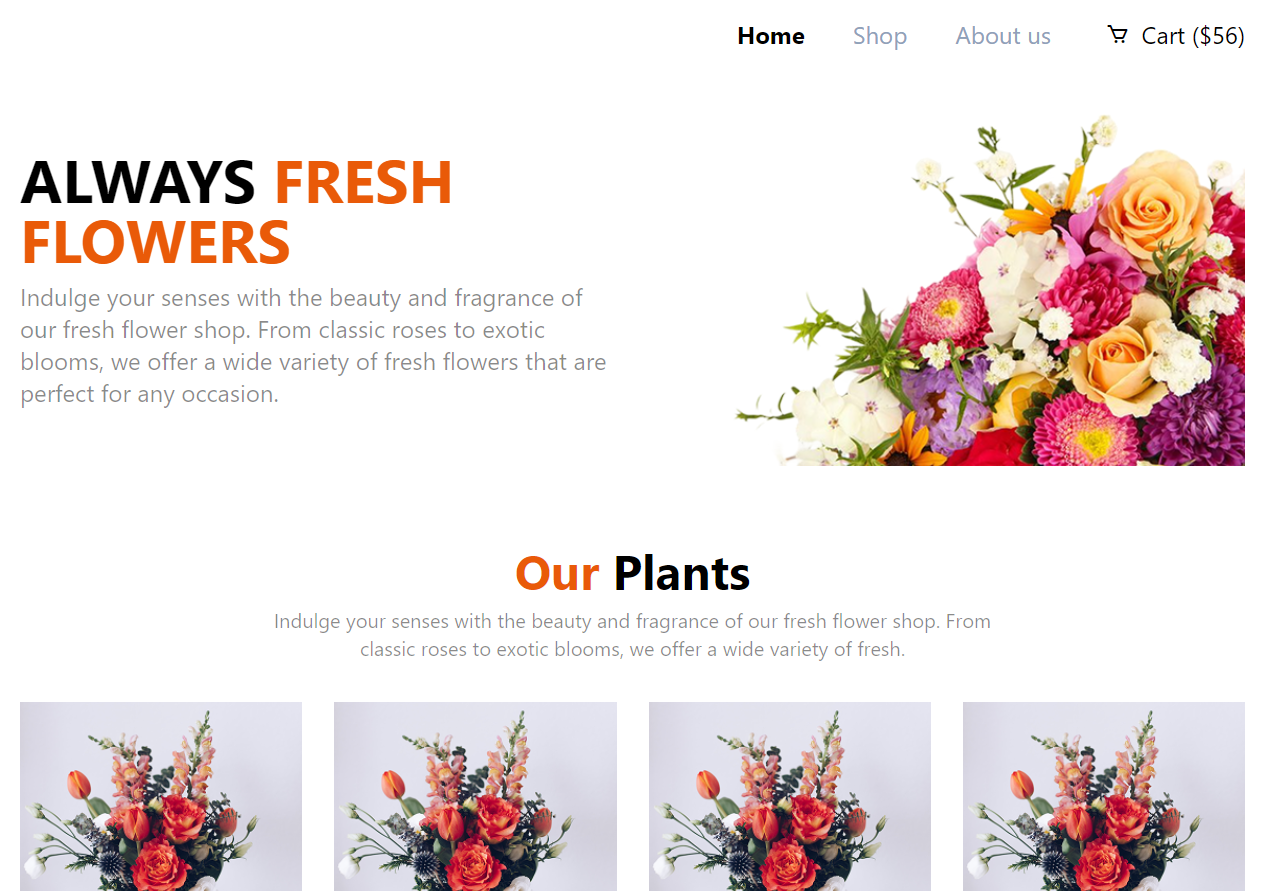 Home Shop About us Cart ($56)
ALWAYS FRESH
FLOWERS
Indulge your senses with the beauty and fragrance of
our fresh flower shop. From classic roses to exotic
blooms, we offer a wide variety of fresh flowers that are
perfect for any occasion.
Our Plants
Indulge your senses with the beauty and fragrance of our fresh flower shop. From
classic roses to exotic blooms, we offer a wide variety of fresh.